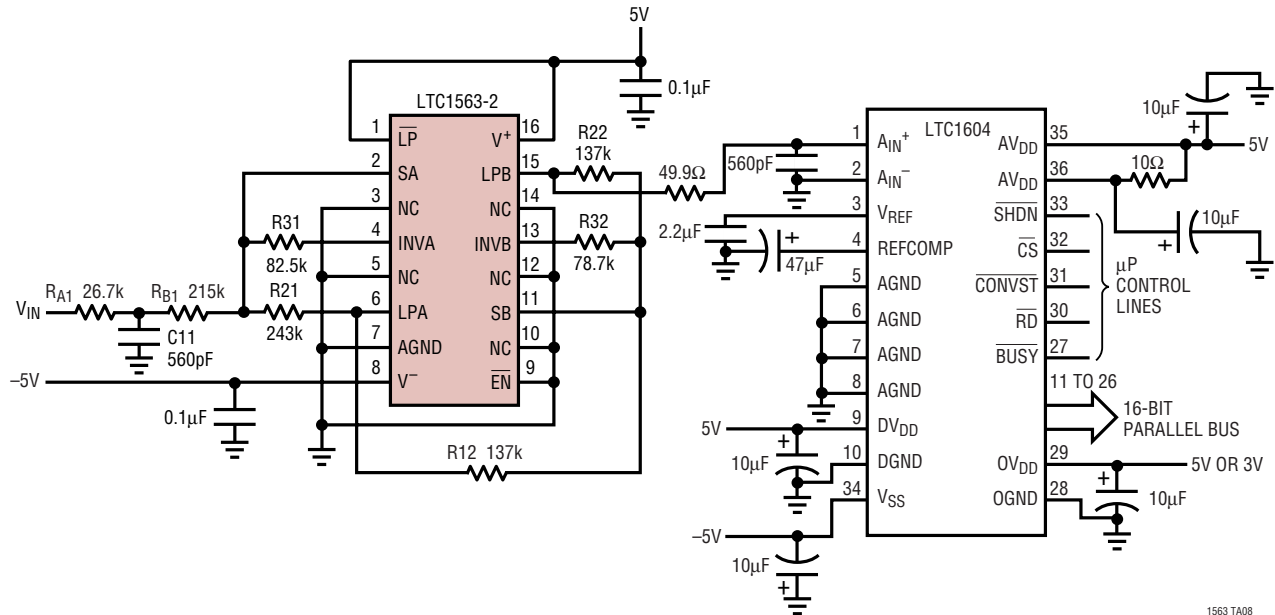 5V
0.1µF
LTC1563-2
1 LP 16 V+
2 SA 15 LPB
3 NC 14 NC
4 INVA 13 INVB
5 NC 12 NC
6 LPA 11 SB
7 AGND 10 NC
8 V– 9 EN
R22
137k
R32
78.7k
R31
82.5k
R21
243k
VIN
RA1 26.7k
RB1 215k
C11
560pF
–5V
0.1µF
R12 137k
49.9Ω
560pF
2.2µF
47µF
LTC1604
1 AIN+
2 AIN–
3 VREF
4 REFCOMP
5 AGND
6 AGND
7 AGND
8 AGND
9 DVDD
10 DGND
34 VSS
AVDD 35
AVDD 36
SHDN 33
CS 32
CONVST 31
RD 30
BUSY 27
11 TO 26
OVDD 29
OGND 28
10µF
+
5V
10Ω
10µF
+
µP
CONTROL
LINES
16-BIT
PARALLEL BUS
5V OR 3V
+
10µF
5V
+
10µF
–5V
10µF
+
+
1563 TA08